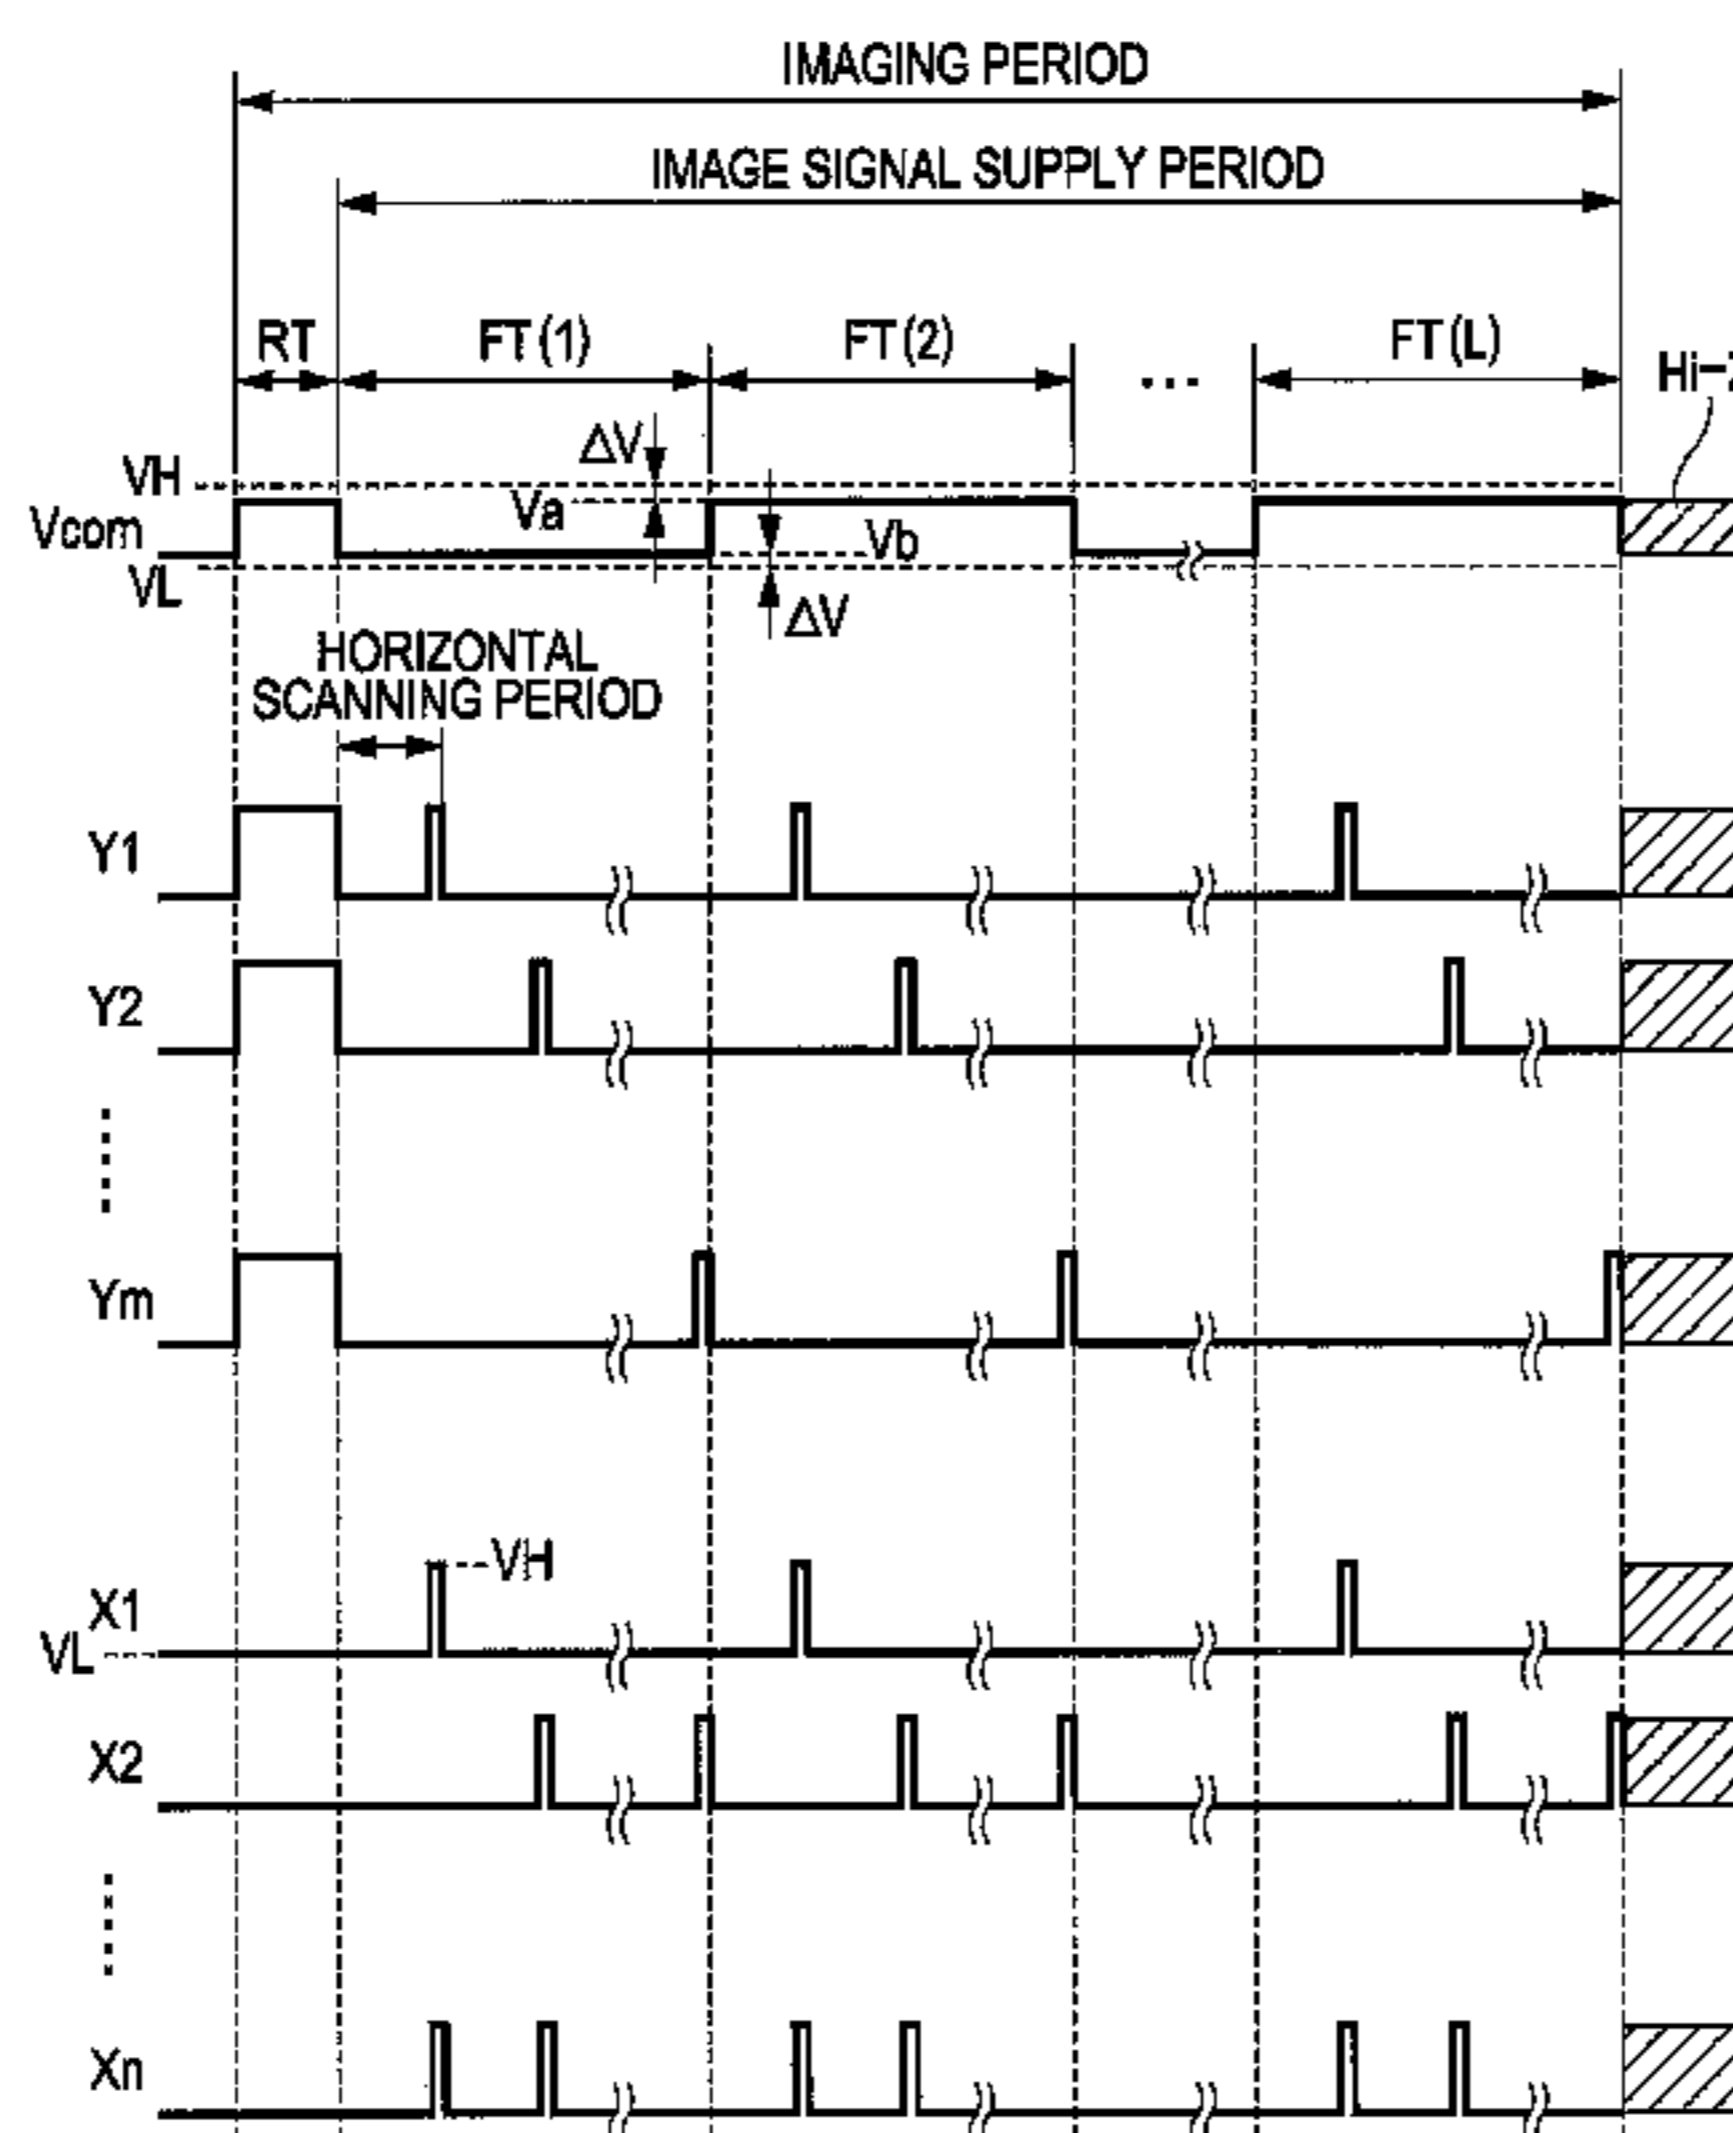 IMAGING PERIOD
IMAGE SIGNAL SUPPLY PERIOD
RT FT(1) FT(2) ... FT(L)
Hi-
ΔV
VH
Va
Vcom
Vb
VL
ΔV
HORIZONTAL
SCANNING PERIOD
Y1
Y2
Ym
VH
X1
VL
X2
Xn